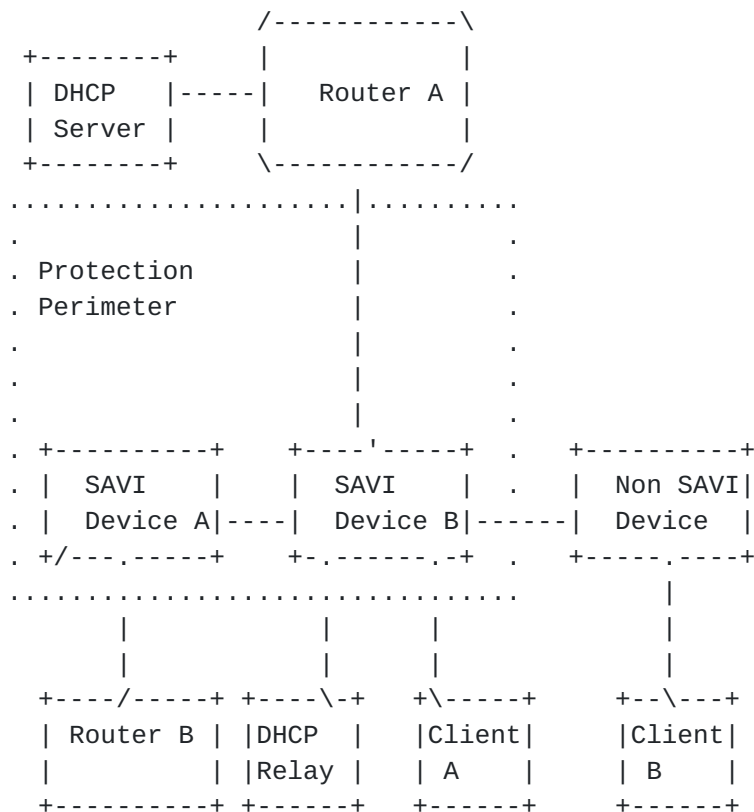 DHCP Router A
Server
Protection
Perimeter
SAVI SAVI Non SAVI
Device A Device B Device
Router B DHCP Client Client
Relay A B